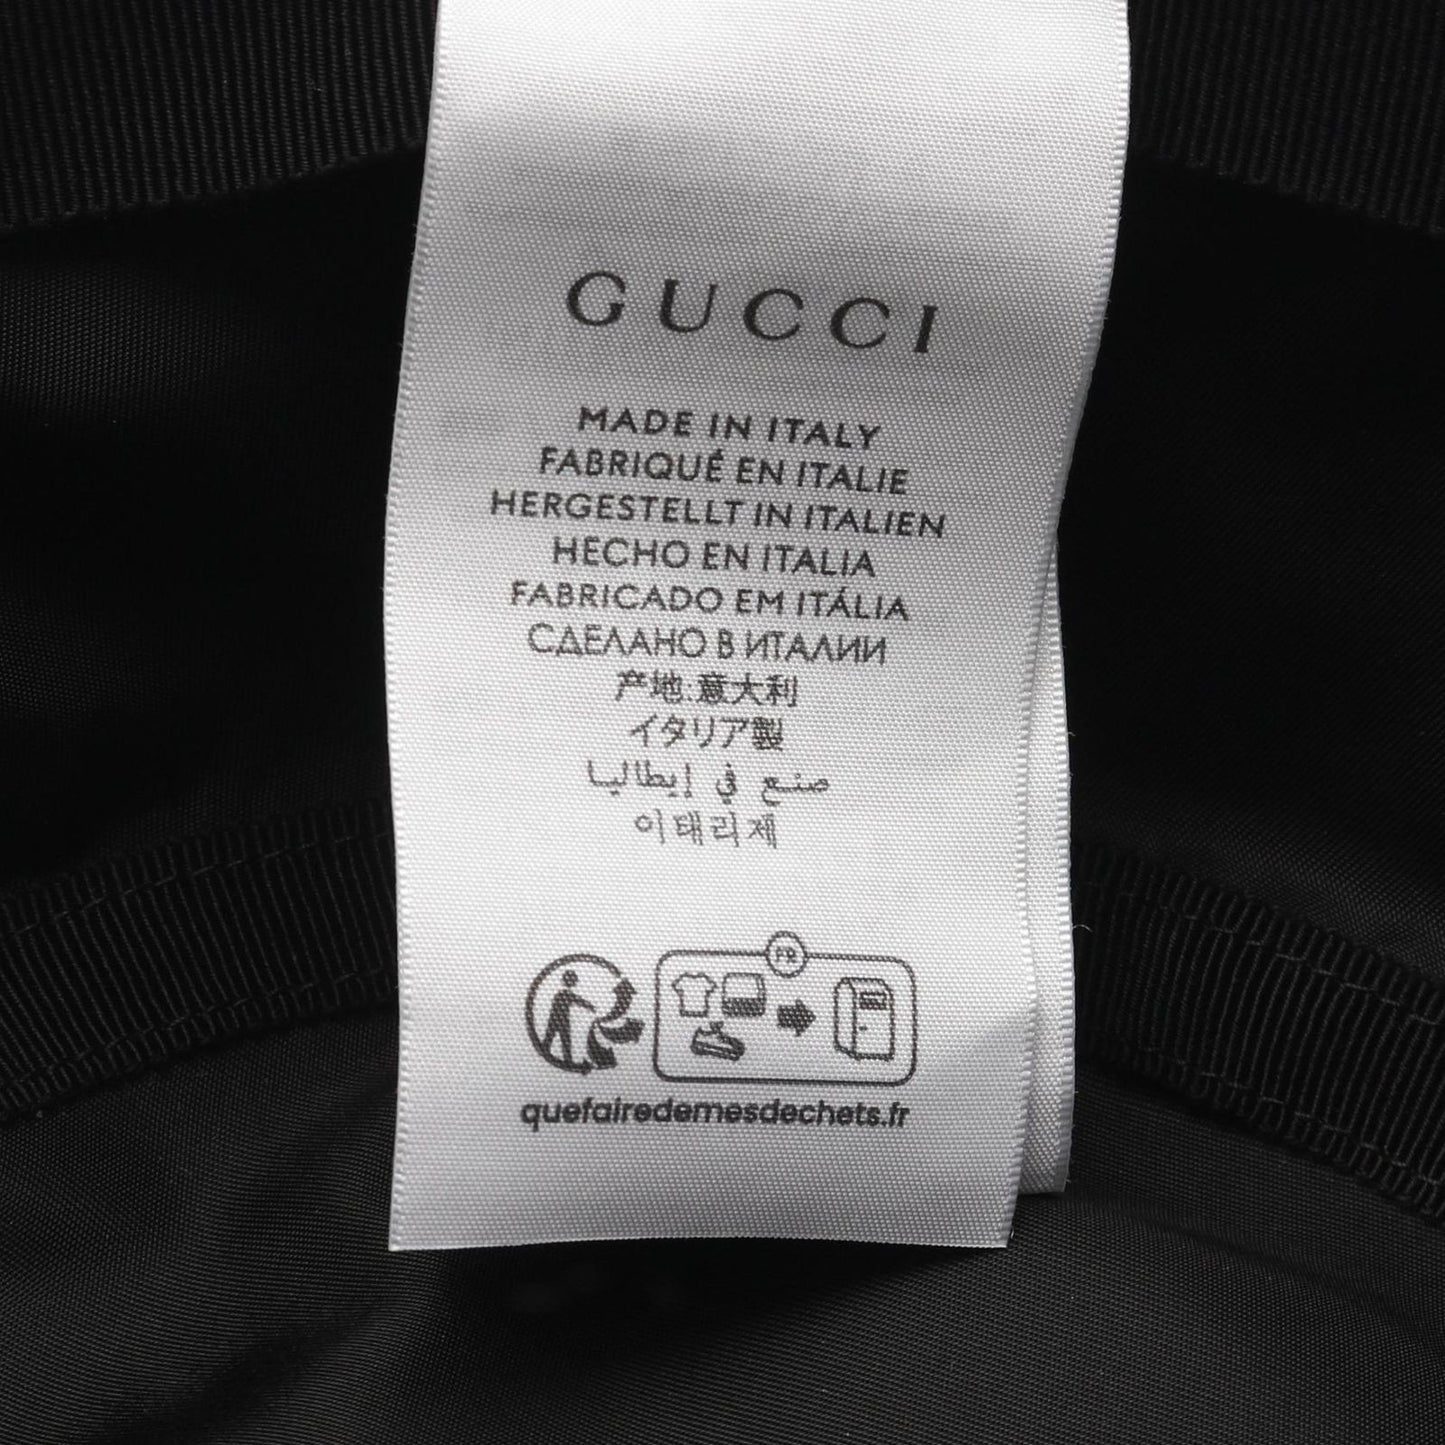 GUCCI
MADE IN ITALY
FABRIQUÉ EN ITALIE
HERGESTELLT IN ITALIEN
HECHO EN ITALIA
FABRICADO EM ITÁLIA
СДЕЛАНО В ИТАЛИИ
产地:意大利
イタリア製
صنع في إيطاليا
이태리제
FR
quefairedemesdechets.fr